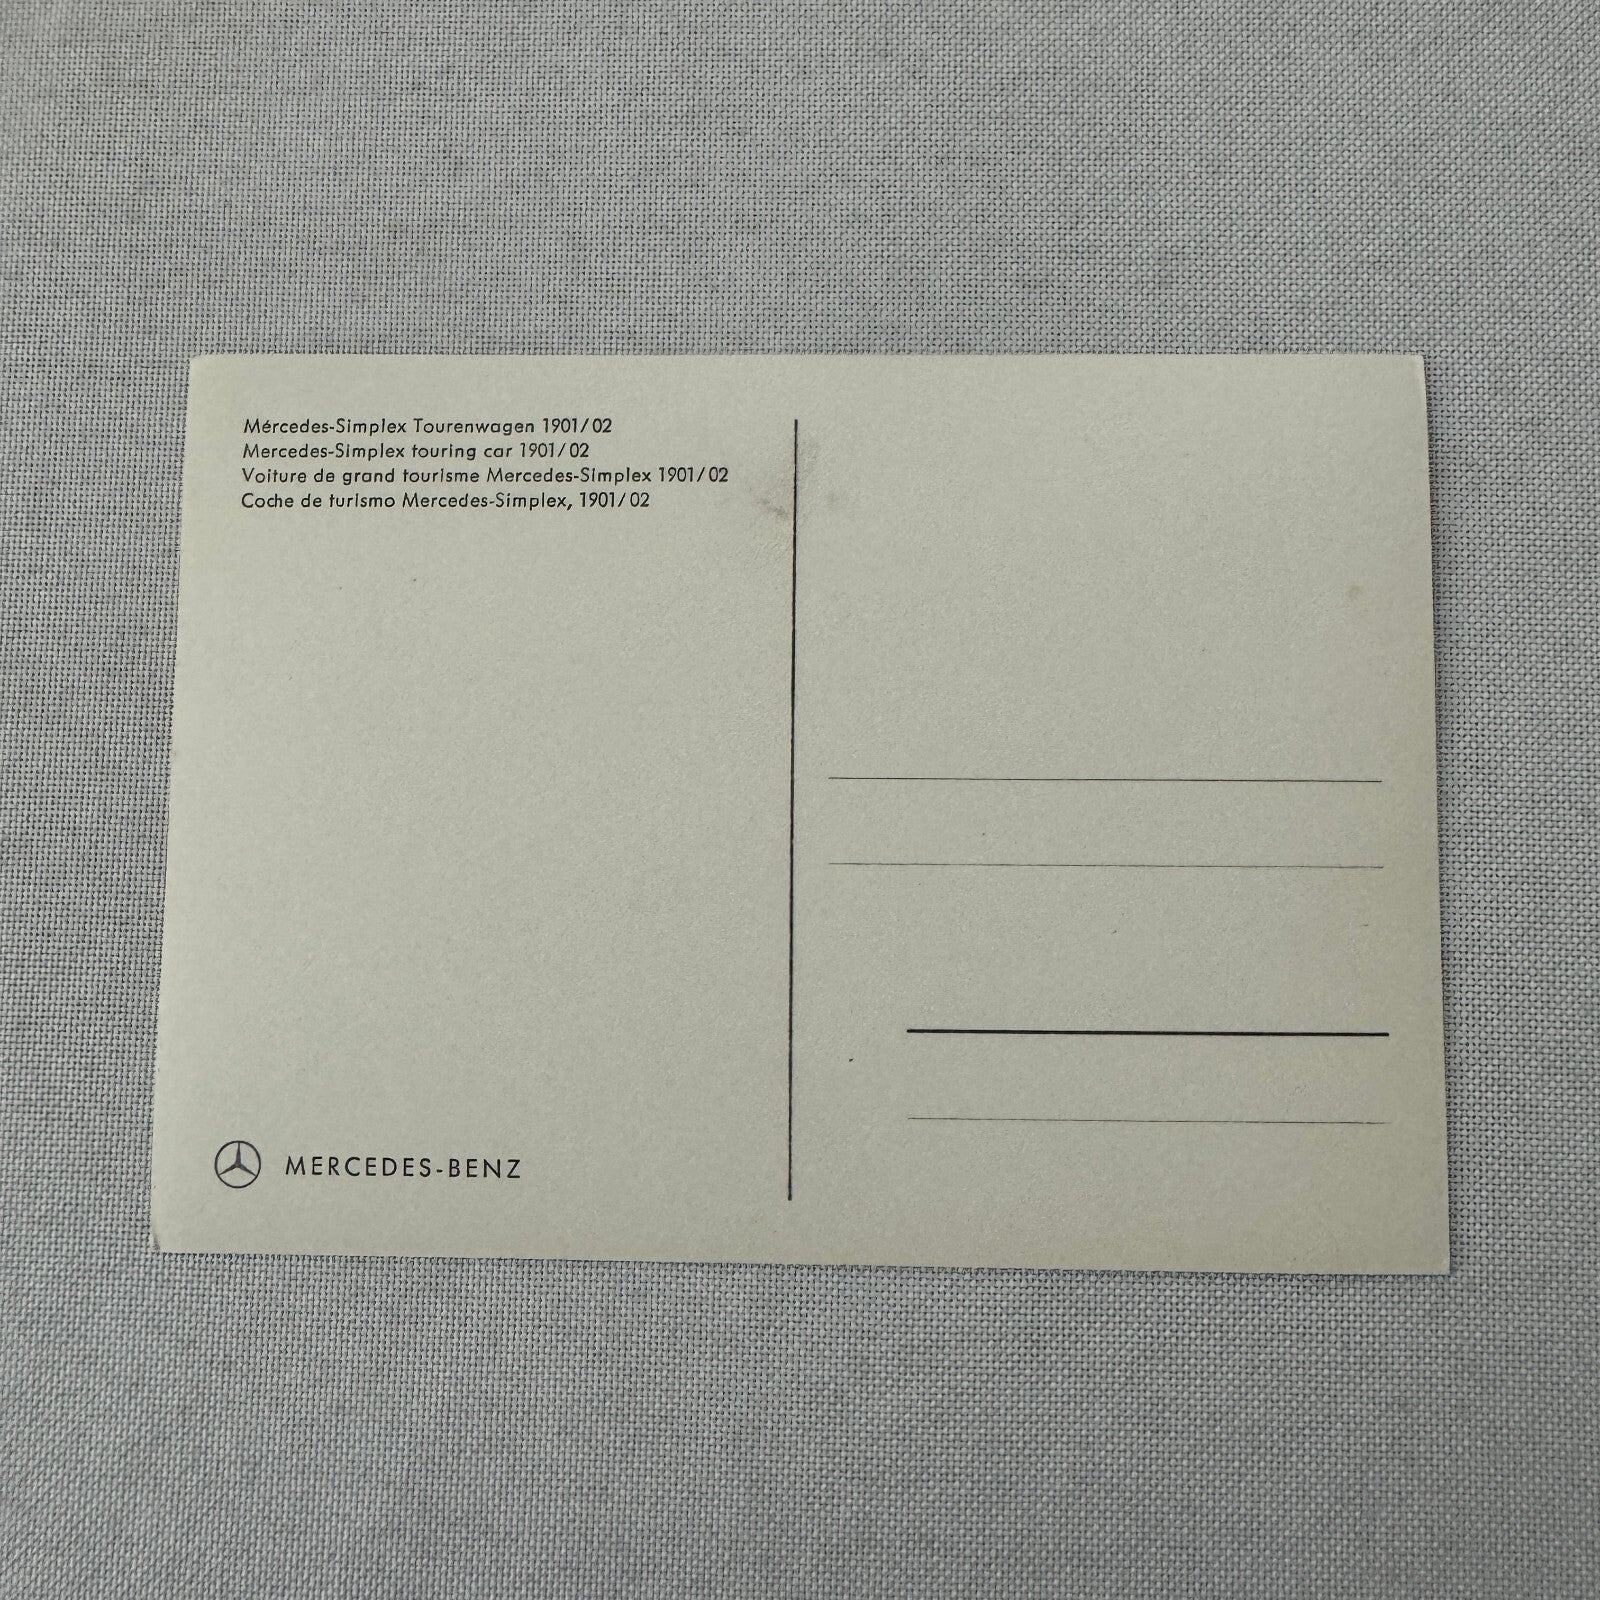 Mércedes-Simplex Tourenwagen 1901/02
Mercedes-Simplex touring car 1901/02
Voiture de grand tourisme Mercedes-Simplex 1901/02
Coche de turismo Mercedes-Simplex, 1901/02
MERCEDES-BENZ